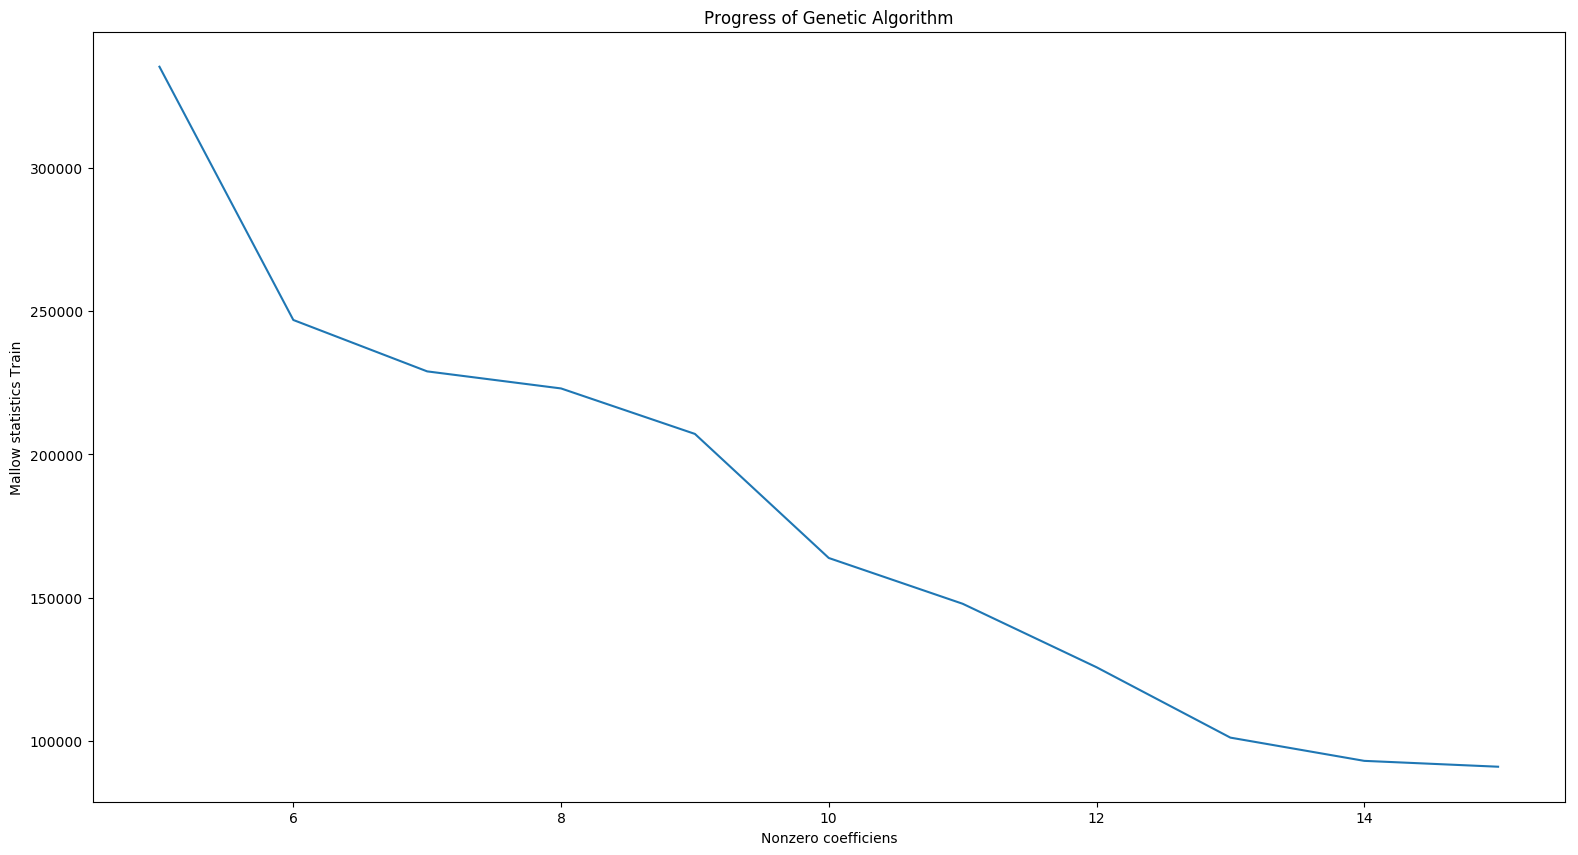 Progress of Genetic Algorithm
Mallow statistics Train
300000
250000
200000
150000
100000
6 8 10 12 14
Nonzero coefficiens